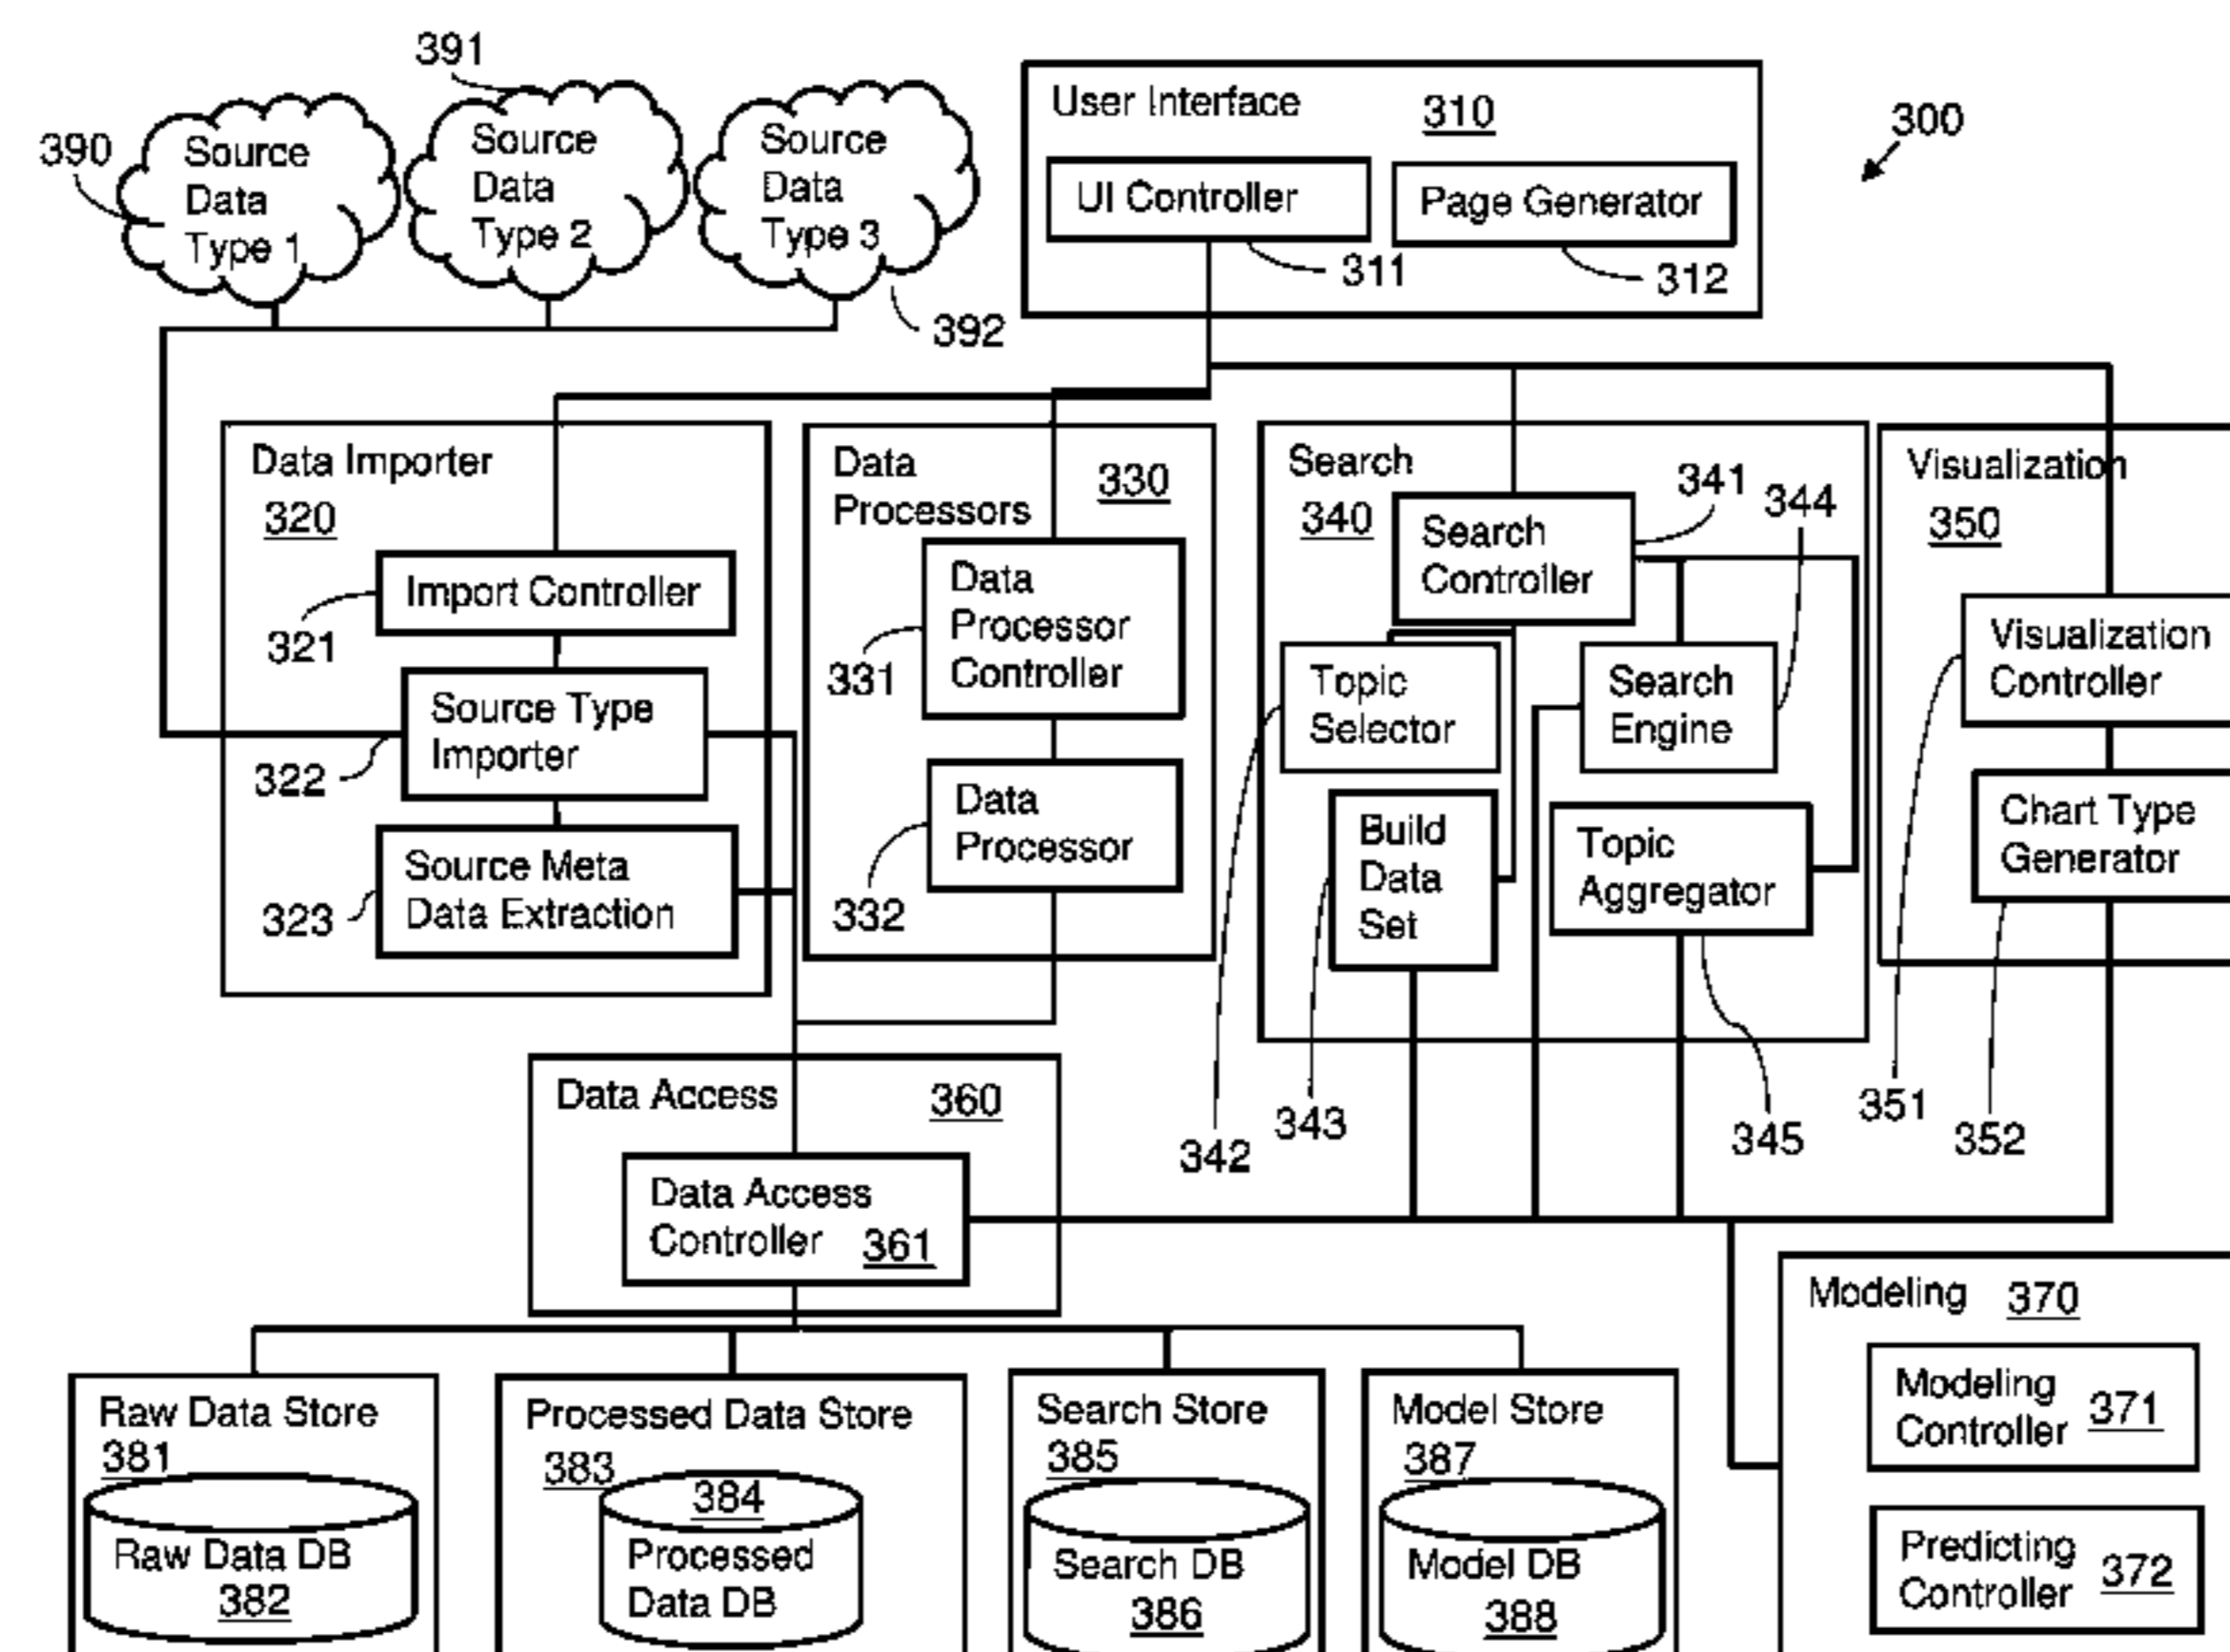 391
390
Source
Data
Type 1
Source
Data
Type 2
Source
Data
Type 3
392
User Interface 310
UI Controller
311
Page Generator
312
300
Data Importer
320
Import Controller
321
Source Type
Importer
322
Source Meta
Data Extraction
323
Data
Processors
330
Data
Processor
Controller
331
Data
Processor
332
Search
340
Search
Controller
341
344
Topic
Selector
Search
Engine
Build
Data
Set
Topic
Aggregator
342
343
345
Visualization
350
Visualization
Controller
Chart Type
Generator
351
352
Data Access 360
Data Access
Controller 361
Modeling 370
Modeling
Controller 371
Predicting
Controller 372
Raw Data Store
381
Raw Data DB
382
Processed Data Store
383
384
Processed
Data DB
Search Store
385
Search DB
386
Model Store
387
Model DB
388